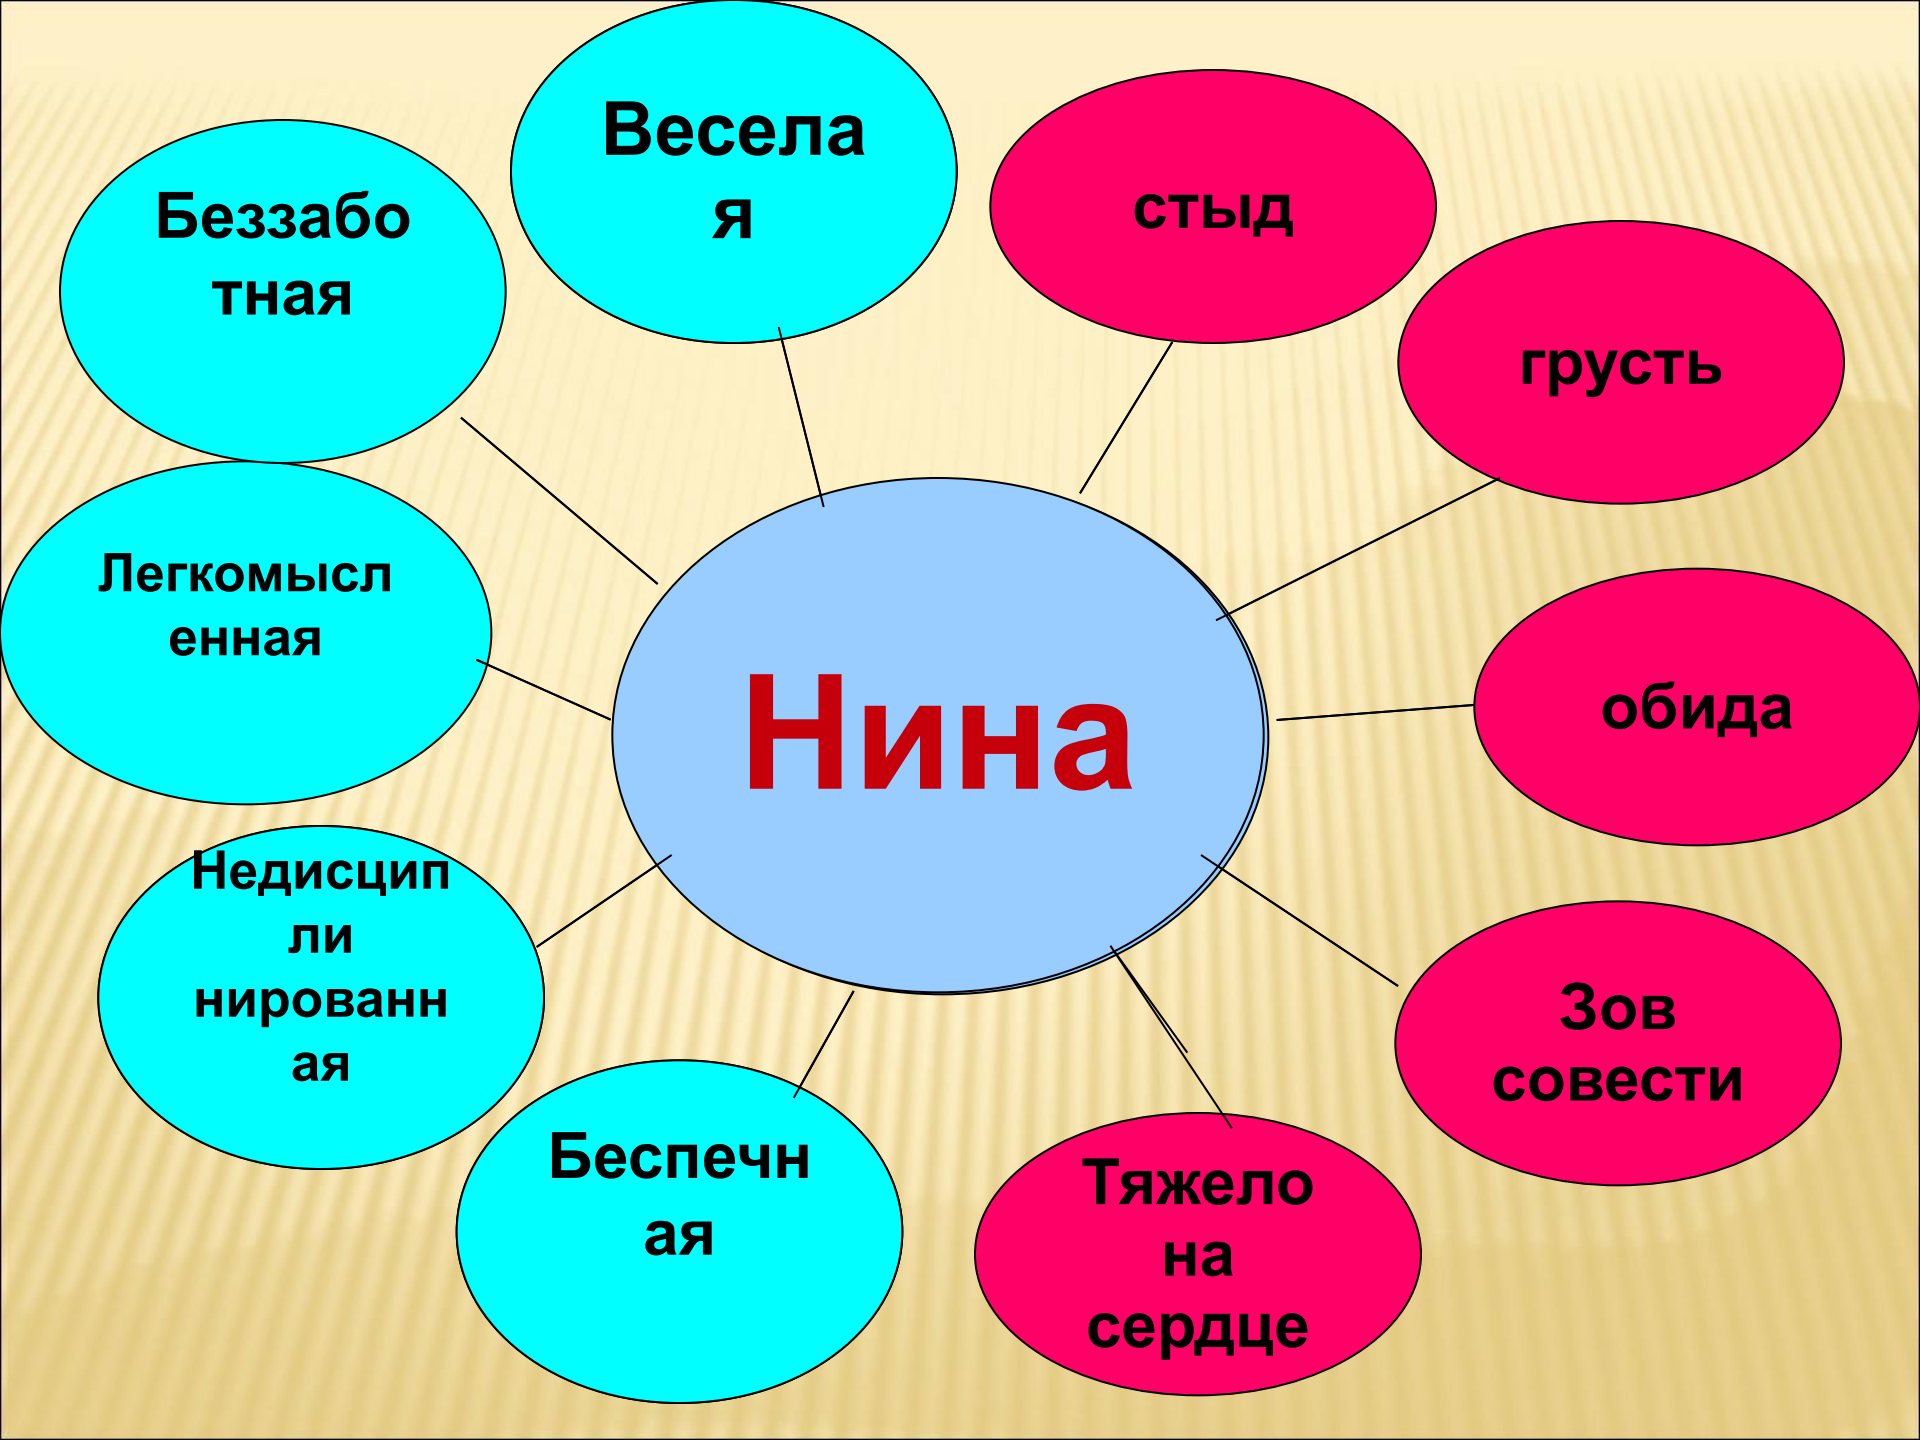 Весела
я
стыд
Беззабо
тная
грусть
Легкомысл
енная
Нина
обида
Недисцип
ли
нированн
ая
Зов
совести
Беспечн
ая
Тяжело
на
сердце